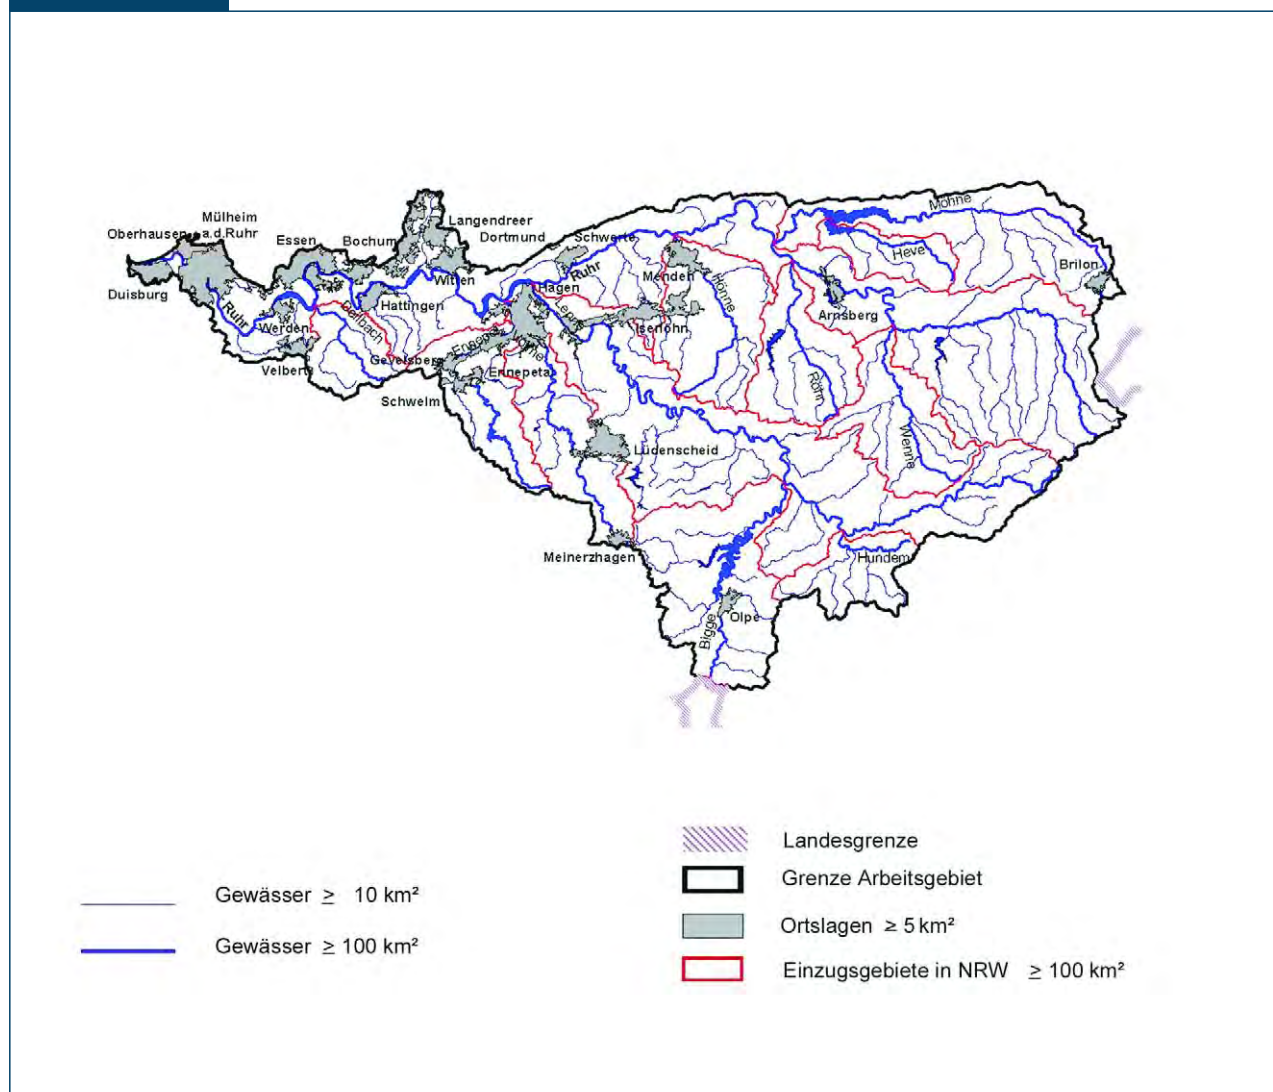 Möhne
Mülheim
a.d.Ruhr
Oberhausen
Essen
Bochum
Langendreer
Dortmund
Schwerte
Heve
Brilon
Duisburg
Ruhr
Witten
Ruhr
Menden
Hönne
Hagen
Hattingen
Arnsberg
Werden
Deilbach
Lenne
Iserlohn
Velbert
Gevelsberg
Ennepe
Volme
Ennepetal
Schwelm
Röhr
Wenne
Lüdenscheid
Meinerzhagen
Hundem
Olpe
Bigge
Landesgrenze
Grenze Arbeitsgebiet
Gewässer ≥ 10 km²
Ortslagen ≥ 5 km²
Gewässer ≥ 100 km²
Einzugsgebiete in NRW ≥ 100 km²